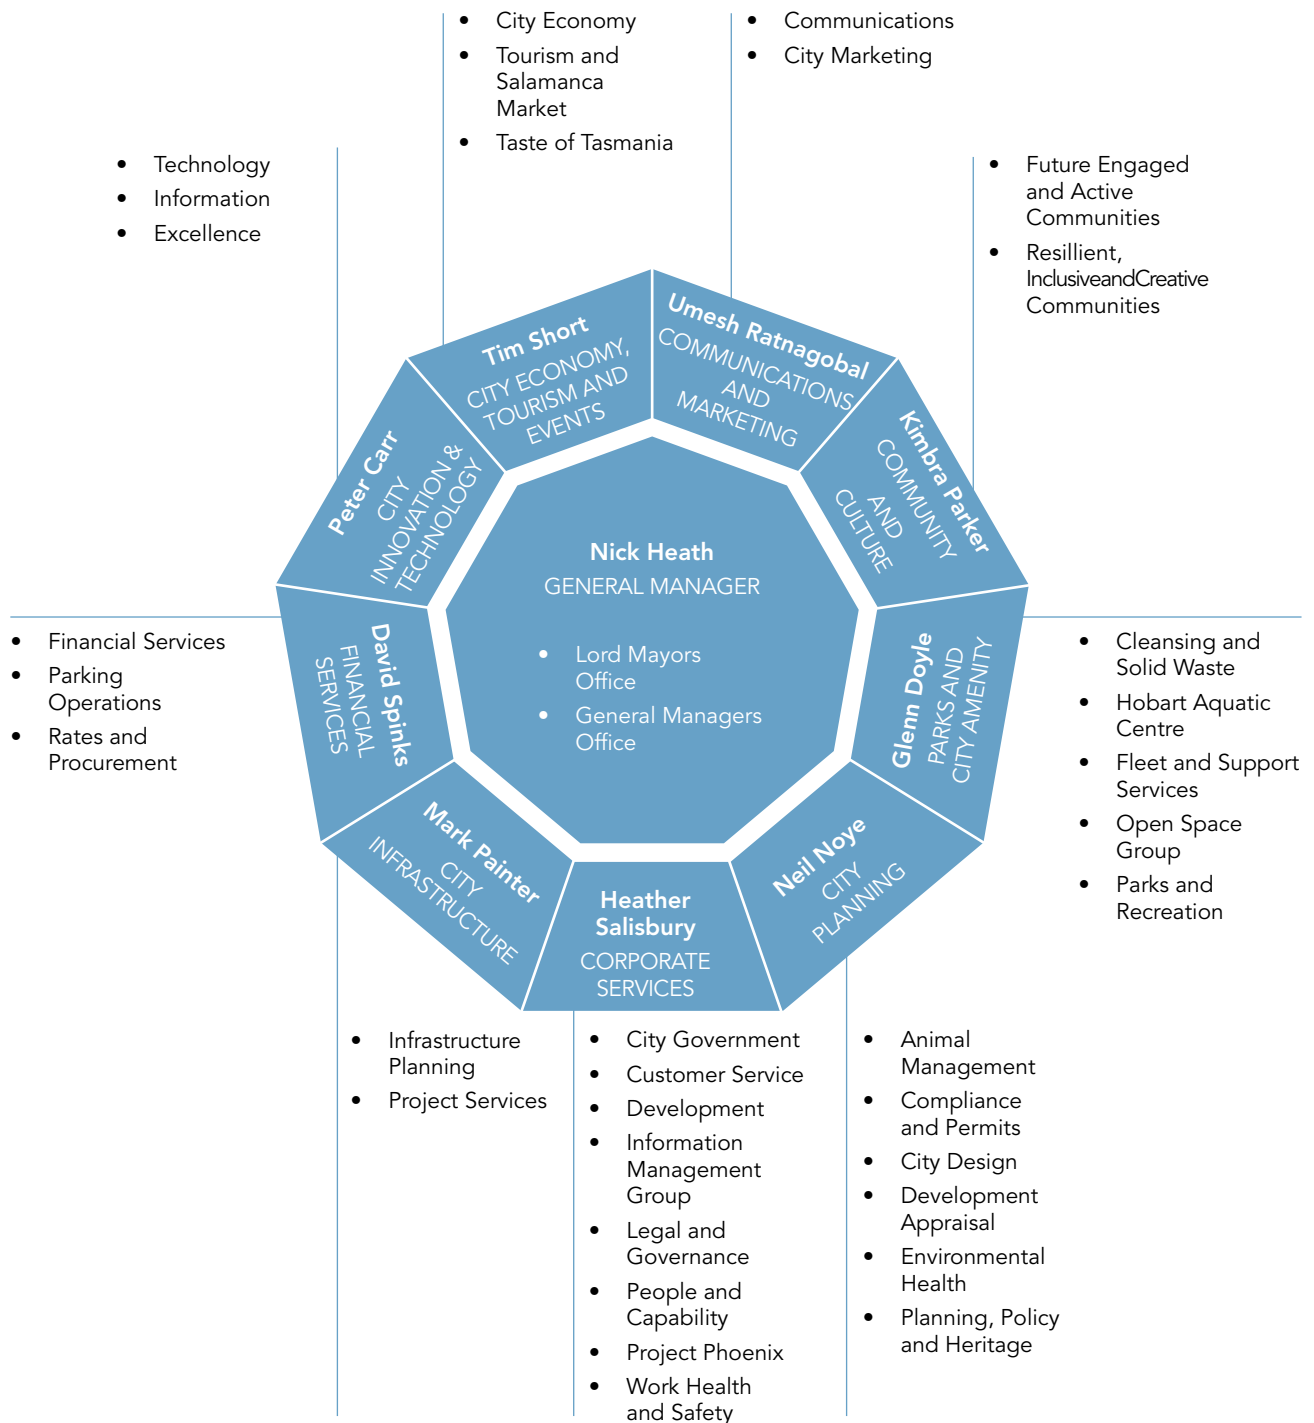 • City Economy
• Tourism and
Salamanca
Market
• Taste of Tasmania
• Communications
• City Marketing
• Technology
• Information
• Excellence
• Future Engaged
and Active
Communities
• Resillient,
InclusiveandCreative
Communities
Tim Short
CITY ECONOMY,
TOURISM AND
EVENTS
Umesh Ratnagobal
COMMUNICATIONS
AND
MARKETING
Peter Carr
CITY
INNOVATION &
TECHNOLOGY
Kimbra Parker
COMMUNITY
AND
CULTURE
Nick Heath
GENERAL MANAGER
• Lord Mayors
Office
• General Managers
Office
David Spinks
FINANCIAL
SERVICES
Glenn Doyle
PARKS AND
CITY AMENITY
• Financial Services
• Parking
Operations
• Rates and
Procurement
• Cleansing and
Solid Waste
• Hobart Aquatic
Centre
• Fleet and Support
Services
• Open Space
Group
• Parks and
Recreation
Mark Painter
CITY
INFRASTRUCTURE
Heather
Salisbury
CORPORATE
SERVICES
Neil Noye
CITY
PLANNING
• Infrastructure
Planning
• Project Services
• City Government
• Customer Service
• Development
• Information
Management
Group
• Legal and
Governance
• People and
Capability
• Project Phoenix
• Work Health
and Safety
• Animal
Management
• Compliance
and Permits
• City Design
• Development
Appraisal
• Environmental
Health
• Planning, Policy
and Heritage